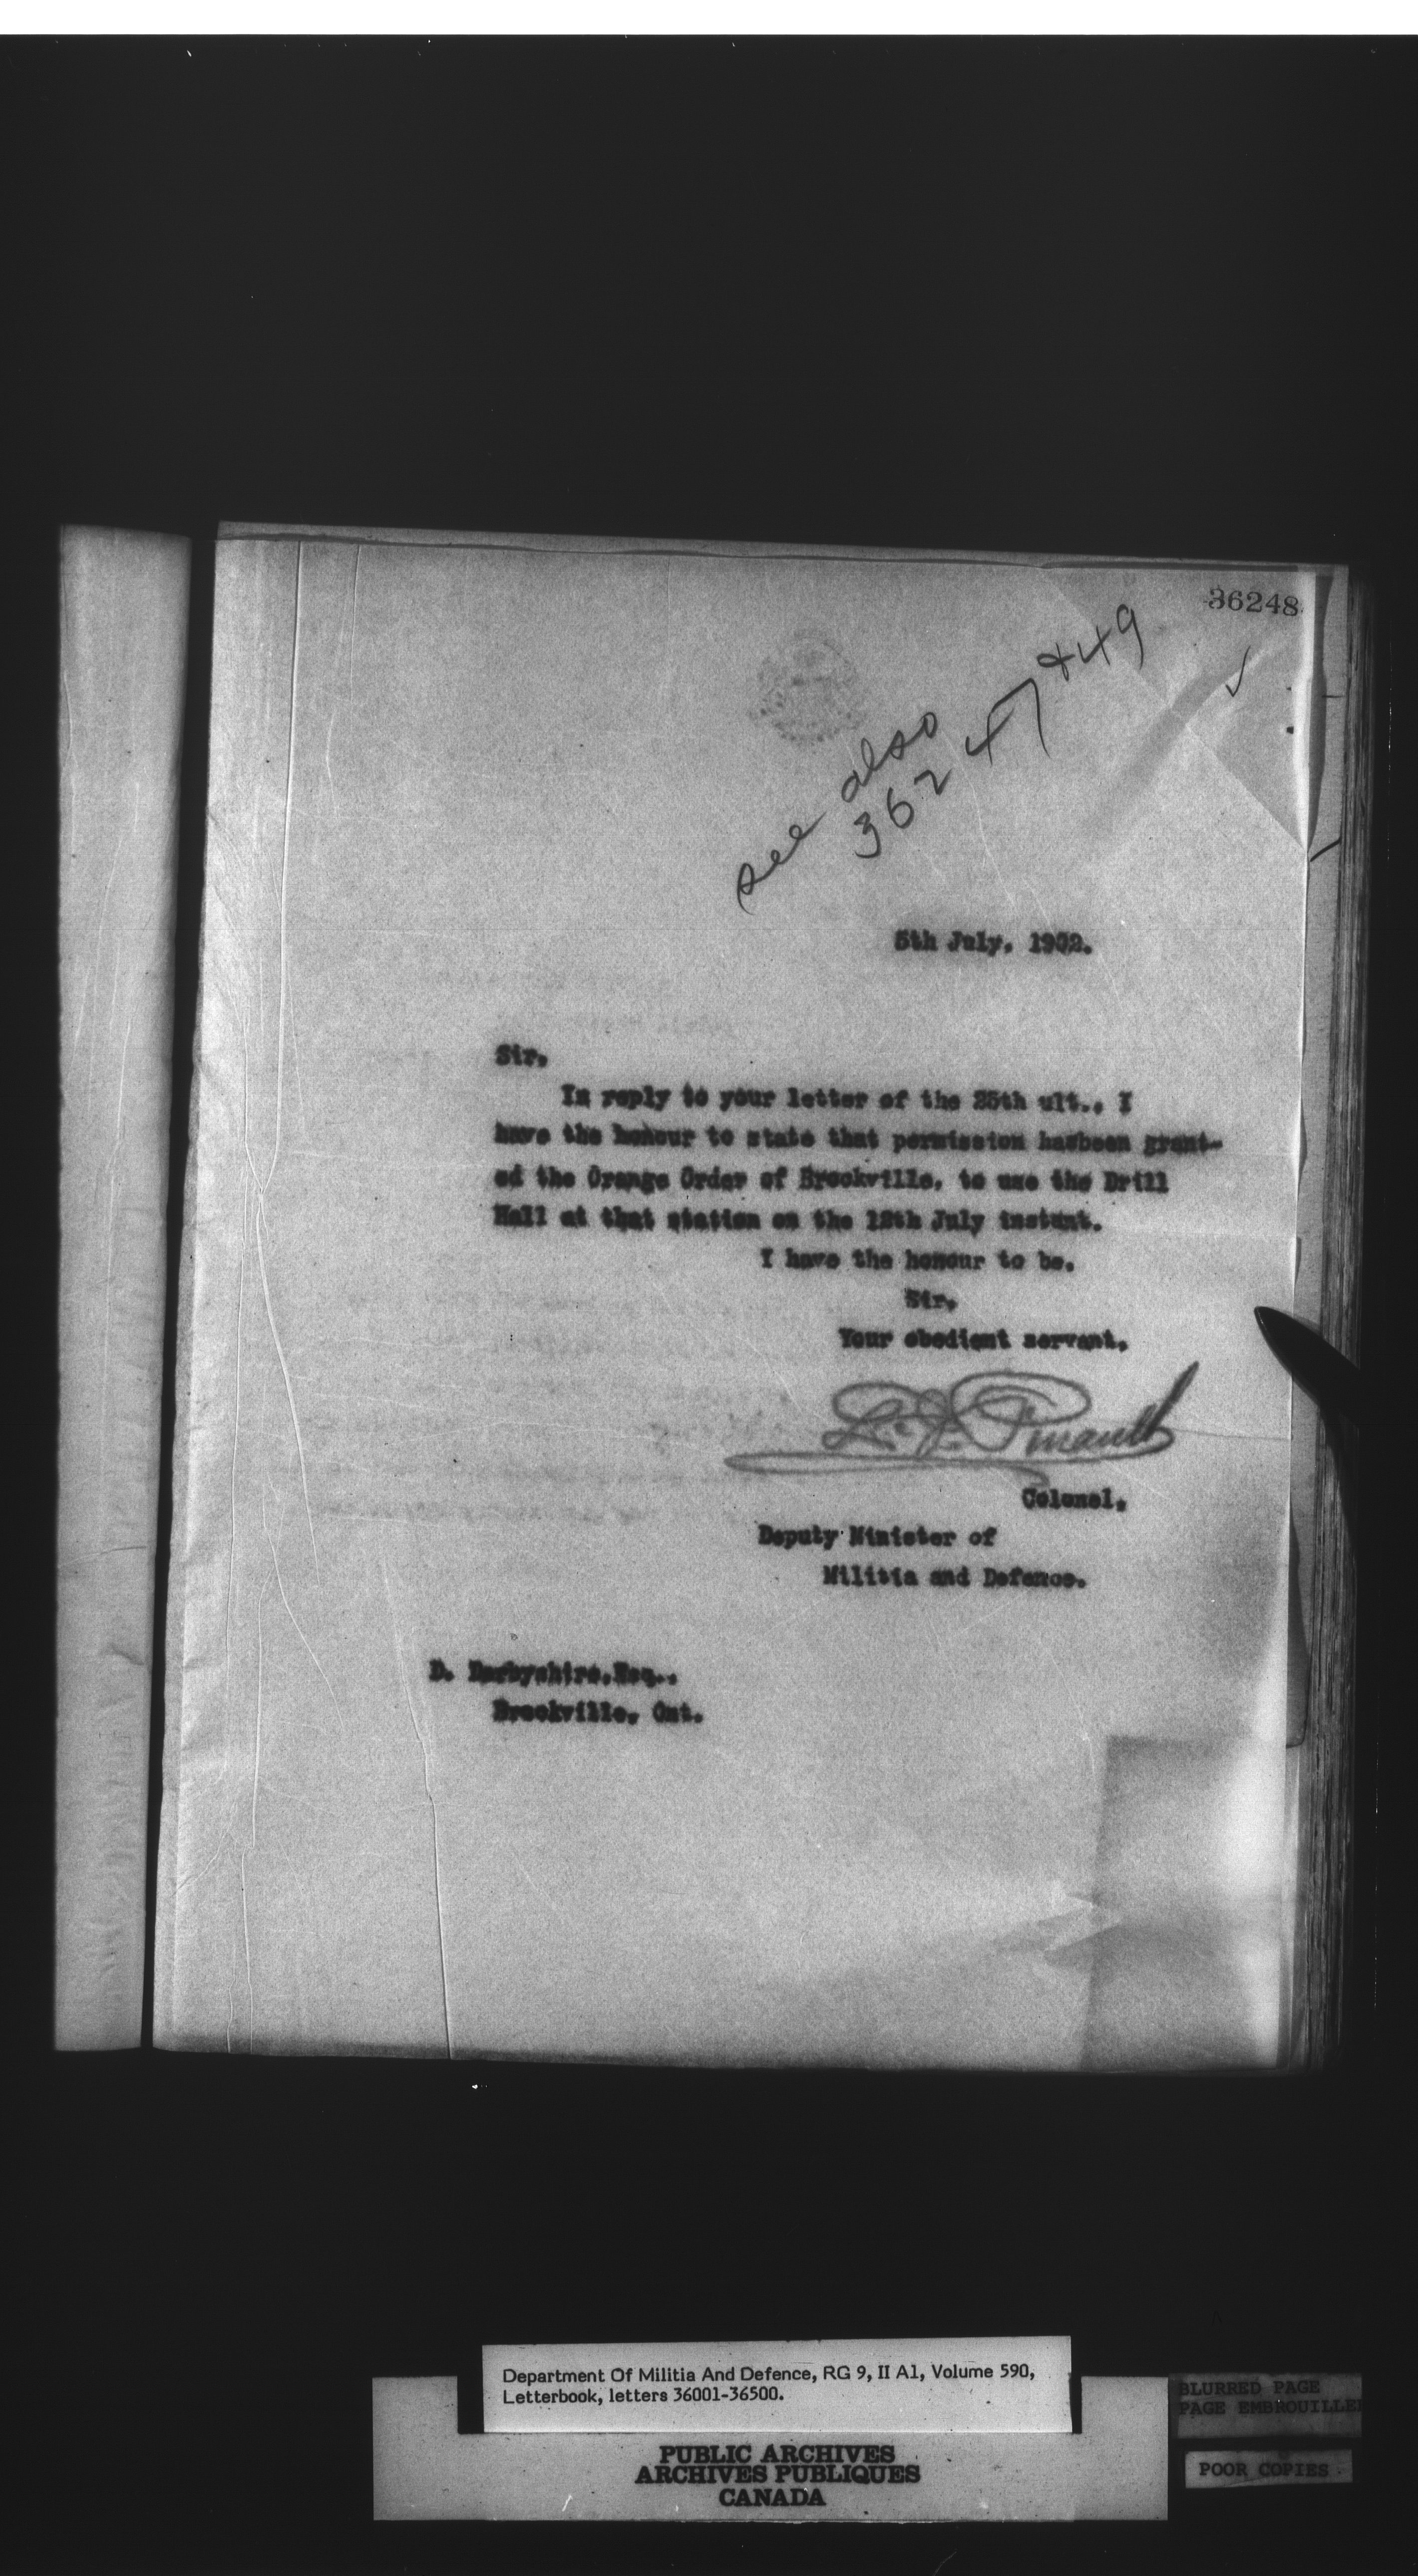 36248
see also
36247 & 49
5th July, 1902.
Sir,
In reply to your letter of the 25th ult., I
have the honour to state that permission hasbeen grant-
ed the Orange Order of Brockville, to use the Drill
Hall at that station on the 12th July instant.
I have the honour to be,
Sir,
Your obedient servant,
L. F. Pinault
Colonel,
Deputy Minister of
Militia and Defence.
D. Derbyshire,Esq.,
Brockville, Ont.
Department Of Militia And Defence, RG 9, II A1, Volume 590,
Letterbook, letters 36001-36500.
PUBLIC ARCHIVES
ARCHIVES PUBLIQUES
CANADA
BLURRED PAGE
PAGE EMBROUILLE
POOR COPIES